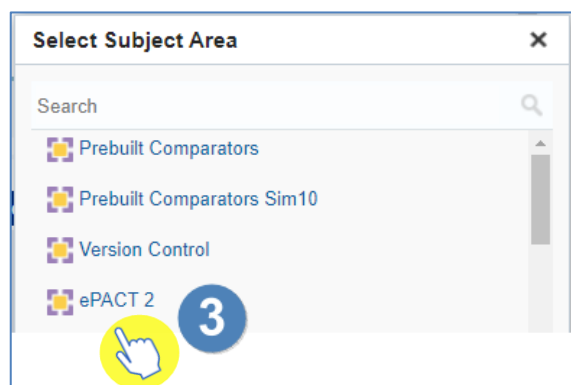 Select Subject Area
Search
Prebuilt Comparators
Prebuilt Comparators Sim10
Version Control
ePACT 2
3